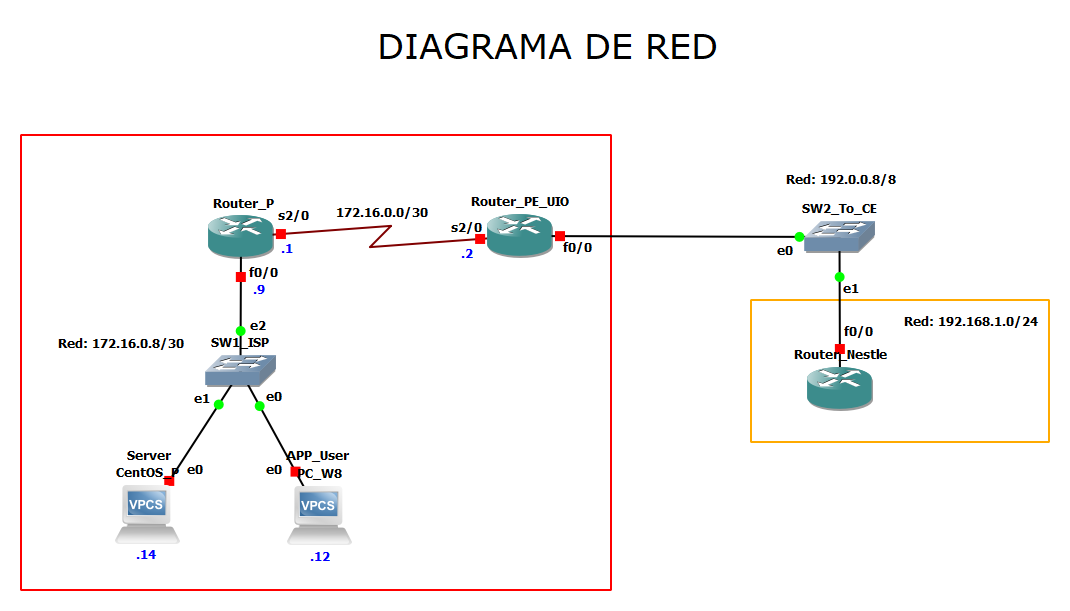 DIAGRAMA DE RED
Red: 192.0.0.8/8
Router_P
s2/0
172.16.0.0/30
Router_PE_UIO
SW2_To_CE
s2/0
.1
.2
f0/0
e0
f0/0
.9
e1
e2
Red: 172.16.0.8/30
SW1_ISP
Red: 192.168.1.0/24
f0/0
Router_Nestle
e1
e0
Server
CentOS_P
e0
e0
APP_User
PC_W8
VPCS
VPCS
.14
.12